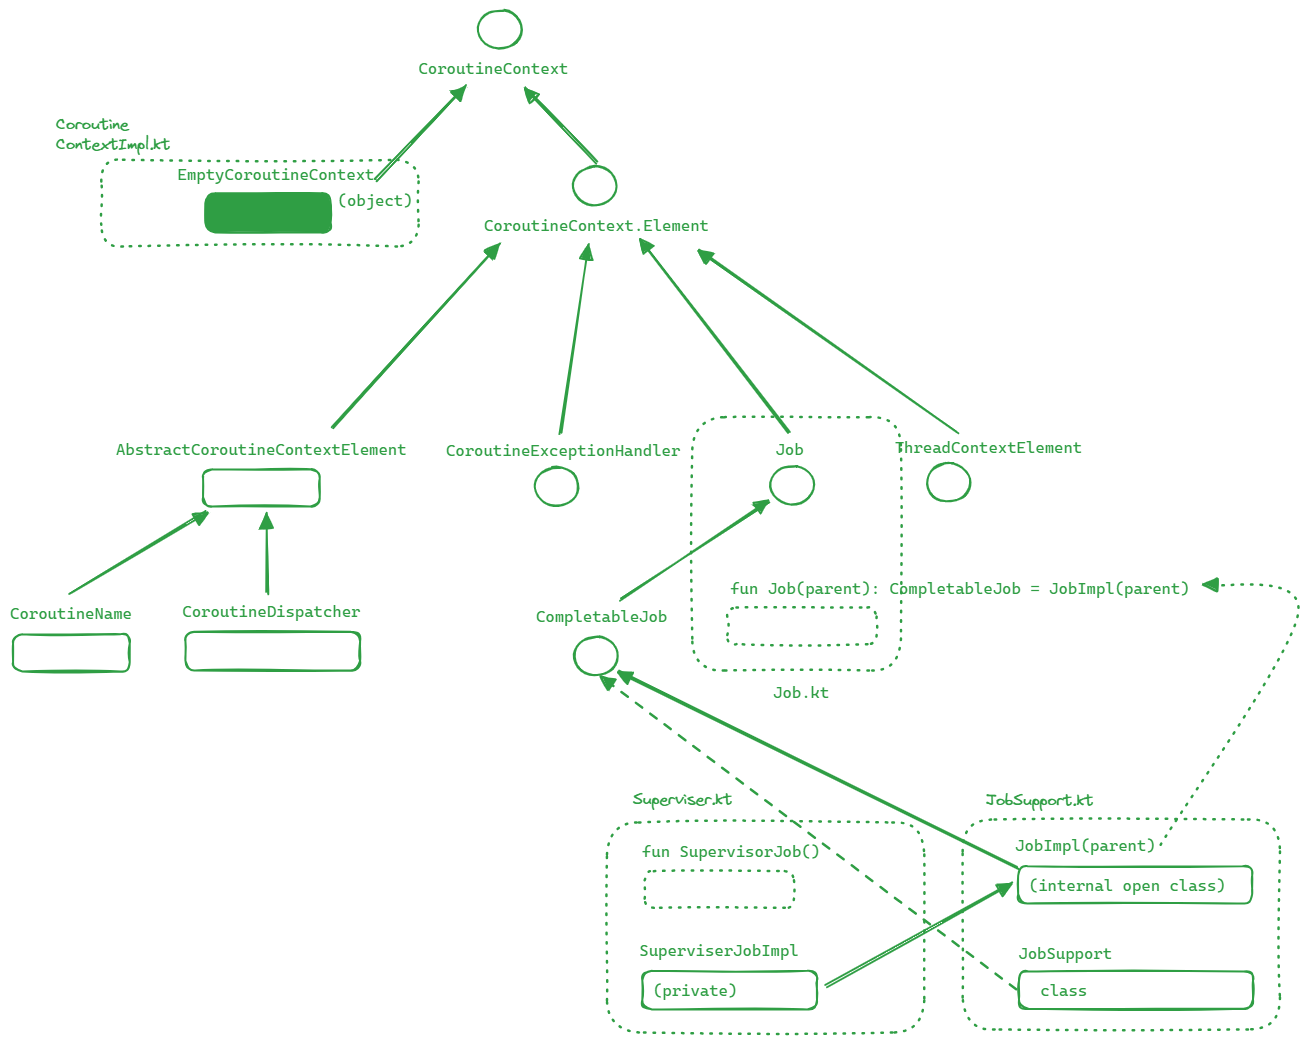 CoroutineContext
Coroutine
ContextImpl.kt
EmptyCoroutineContext
(object)
CoroutineContext.Element
AbstractCoroutineContextElement
CoroutineExceptionHandler
Job
ThreadContextElement
fun Job(parent): CompletableJob = JobImpl(parent)
CoroutineName
CoroutineDispatcher
CompletableJob
Job.kt
Superviser.kt
JobSupport.kt
fun SupervisorJob()
JobImpl(parent)
(internal open class)
SuperviserJobImpl
JobSupport
(private)
class